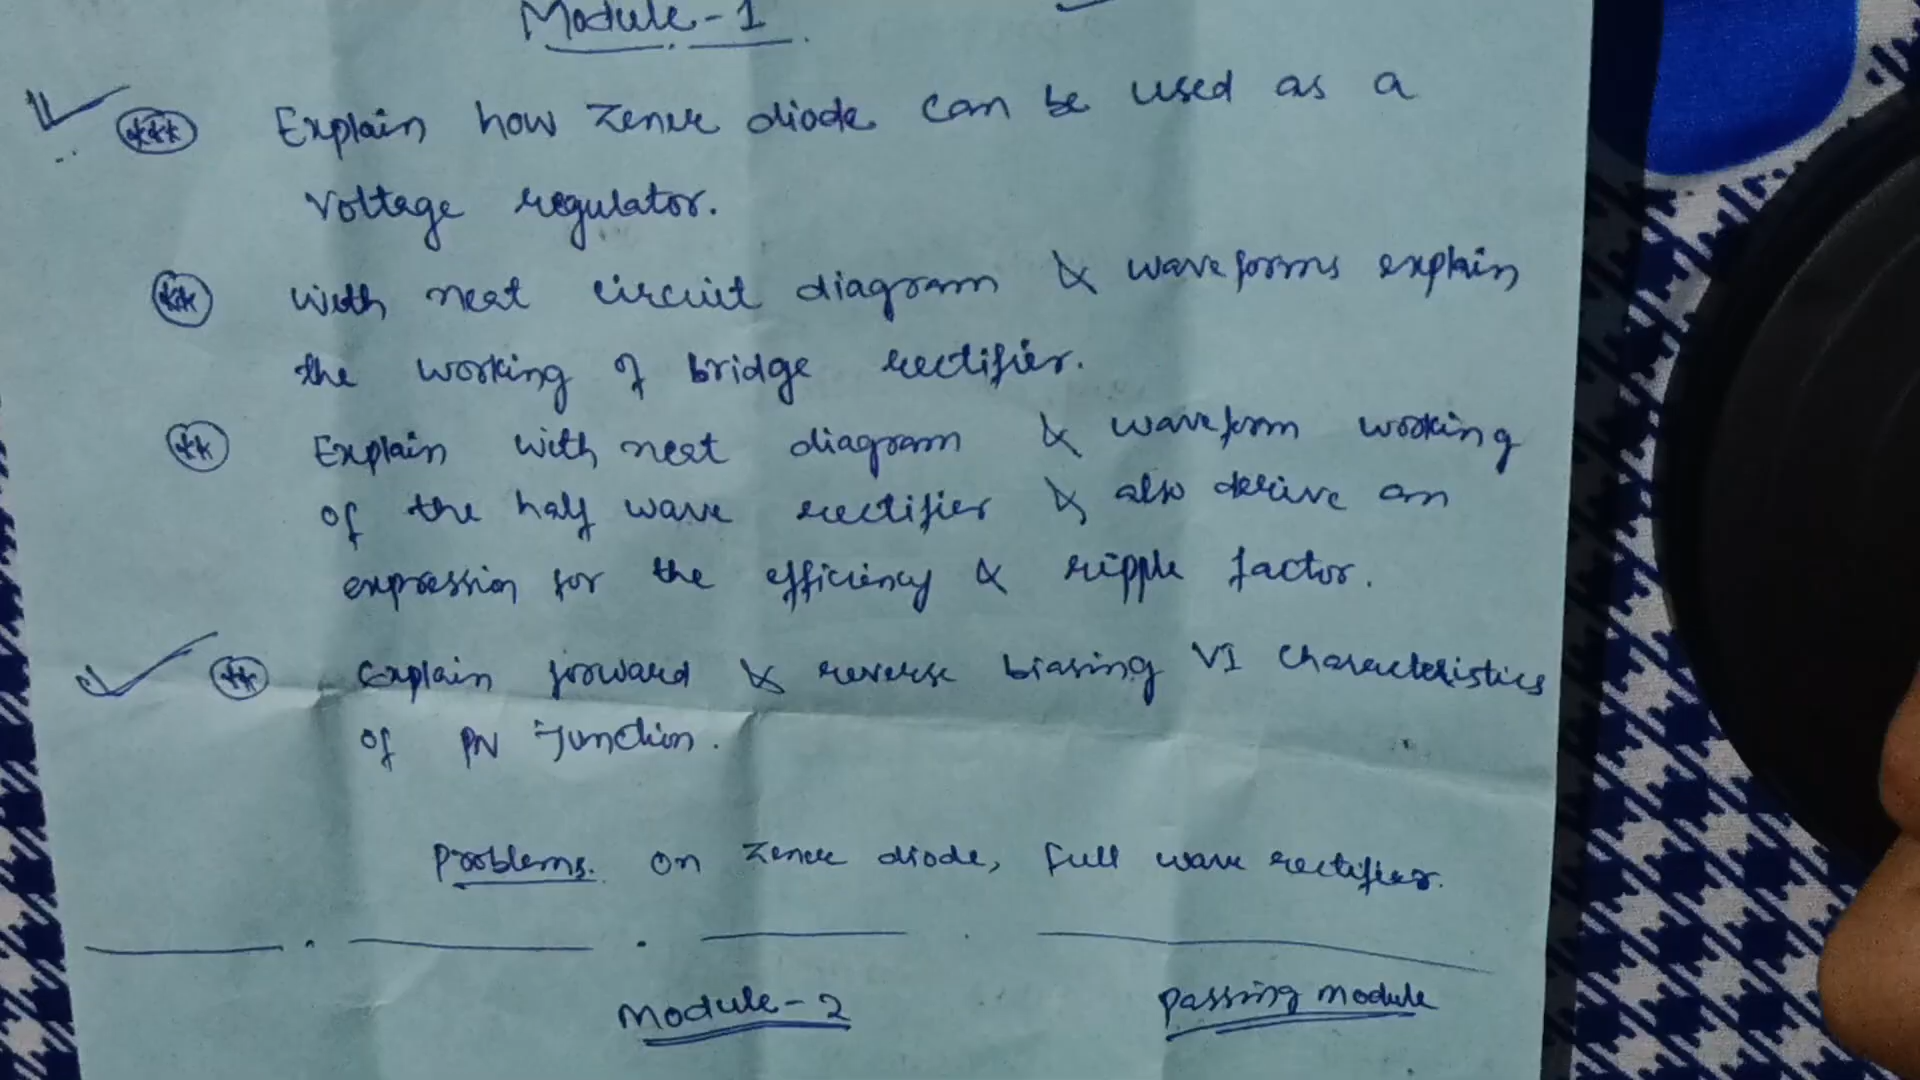 Module-1
*** Explain how Zener diode can be used as a
voltage regulator.
** with neat circuit diagram & waveforms explain
the working of bridge rectifier.
** Explain with neat diagram & waveform working
of the half wave rectifier & also derive an
expression for the efficiency & ripple factor.
** Explain forward & reverse biasing VI characteristics
of PN Junction.
Problems. on Zener diode, full wave rectifier.
Module-2 Passing module